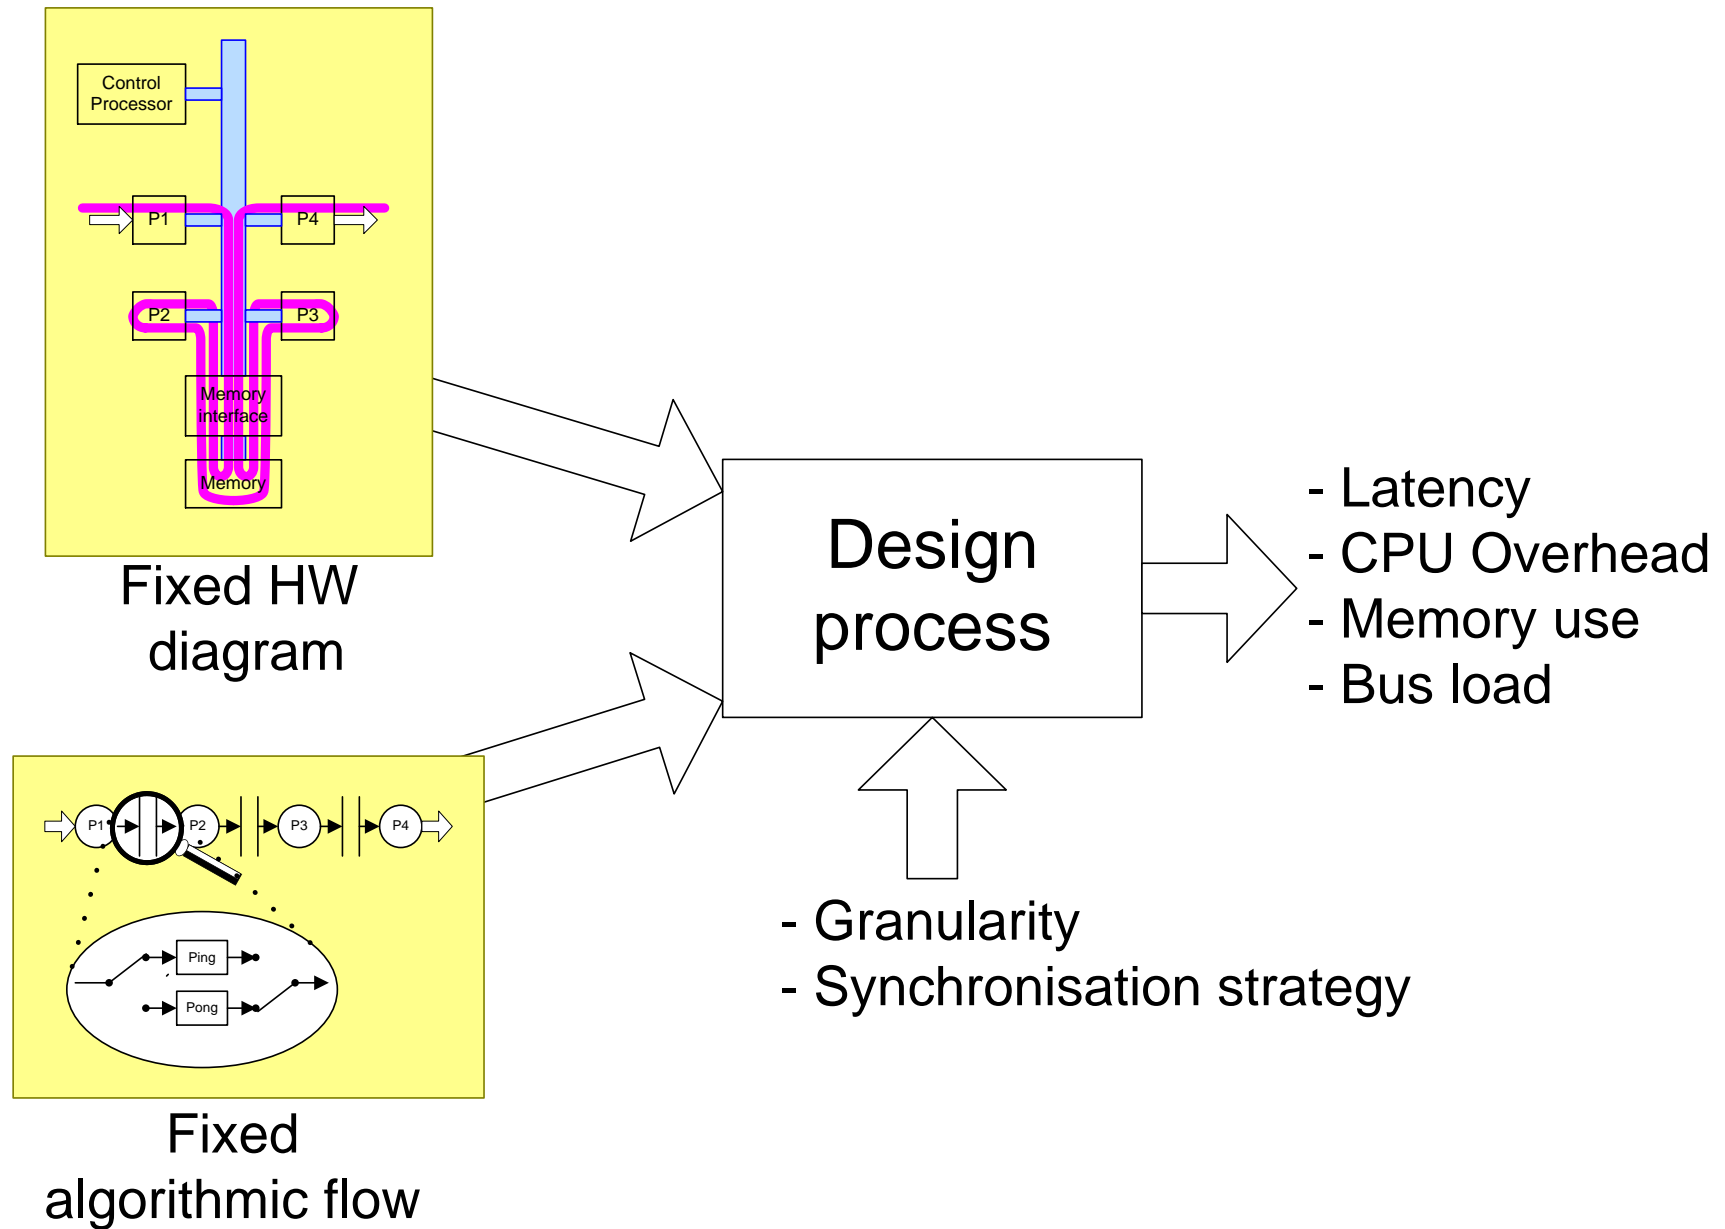 Control
Processor
P1
P4
P2
P3
Memory
interface
Memory
Fixed HW
diagram
Design
process
- Latency
- CPU Overhead
- Memory use
- Bus load
P1
P2
P3
P4
Ping
Pong
- Granularity
- Synchronisation strategy
Fixed
algorithmic flow